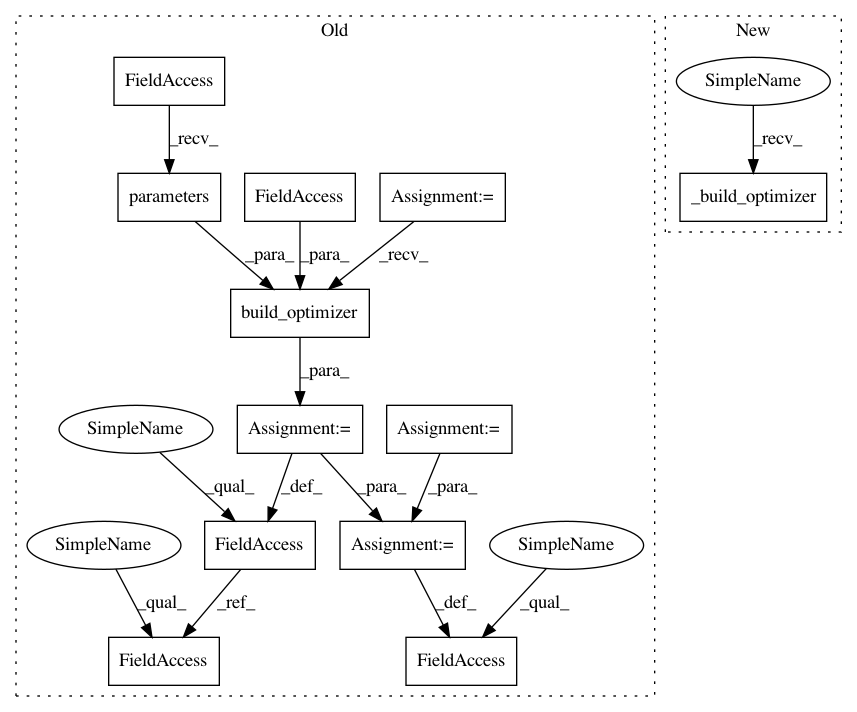 Old
New
FieldAccess
SimpleName
_recv_
_recv_
parameters
FieldAccess
Assignment:=
_build_optimizer
_para_
_para_
_recv_
build_optimizer
_para_
SimpleName
Assignment:=
Assignment:=
_qual_
_def_
_para_
_para_
SimpleName
FieldAccess
Assignment:=
SimpleName
_qual_
_ref_
_def_
_qual_
FieldAccess
FieldAccess